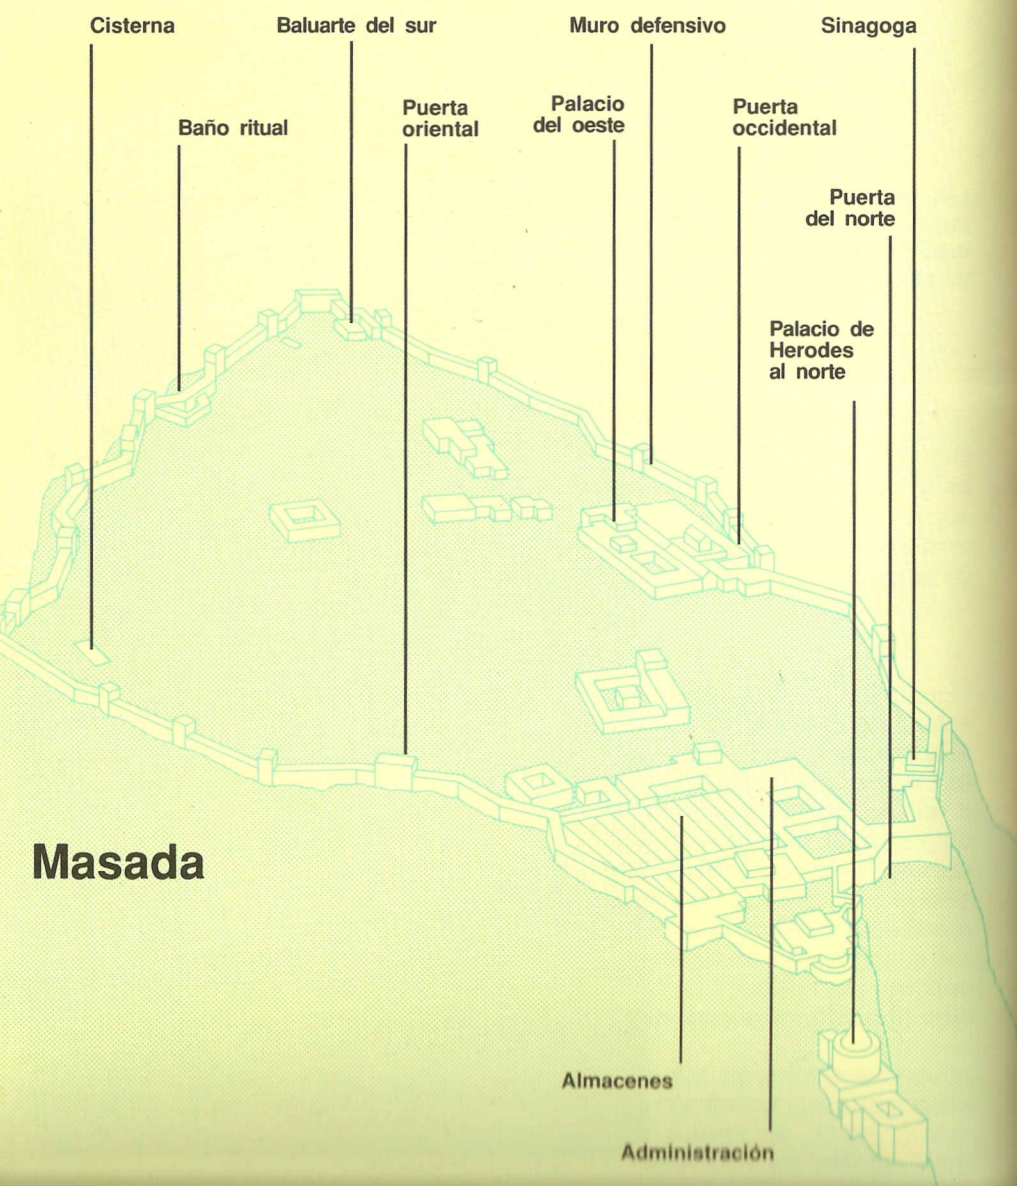 Cisterna
Baluarte del sur
Muro defensivo
Sinagoga
Baño ritual
Puerta
oriental
Palacio
del oeste
Puerta
occidental
Puerta
del norte
Palacio de
Herodes
al norte
Masada
Almacenes
Administración